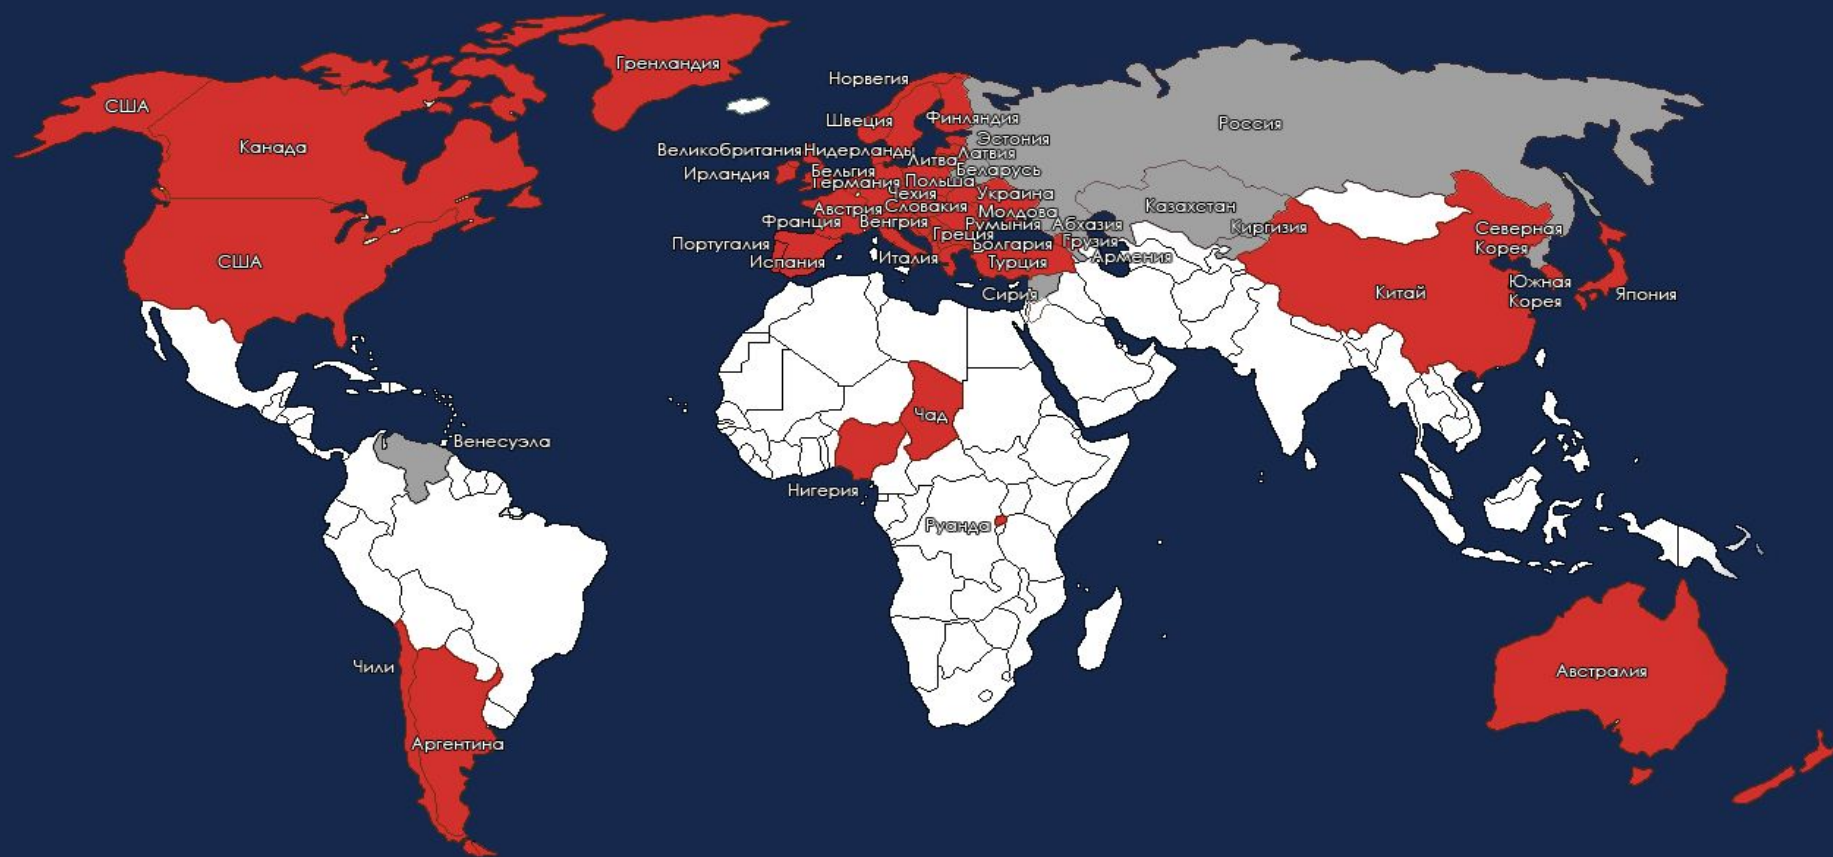 Гренландия
Норвегия
США
Финляндия
Швеция
Россия
Эстония
Канада
Великобритания
Нидерланды
Латвия
Литва
Ирландия
Бельгия
Беларусь
Германия
Польша
Чехия
Украина
Австрия
Словакия
Казахстан
Молдова
Франция
Венгрия
Румыния
Абхазия
Киргизия
Северная
Корея
Греция
Португалия
Болгария
Грузия
Испания
Италия
Турция
Армения
США
Сирия
Китай
Южная
Корея
Япония
Чад
Венесуэла
Нигерия
Руанда
Чили
Австралия
Аргентина